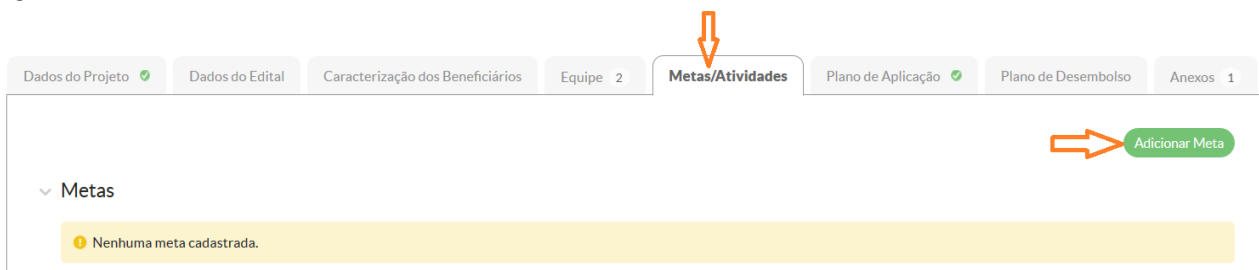 Dados do Projeto Dados do Edital Caracterização dos Beneficiários Equipe 2 Metas/Atividades Plano de Aplicação Plano de Desembolso Anexos 1
Adicionar Meta
Metas
Nenhuma meta cadastrada.